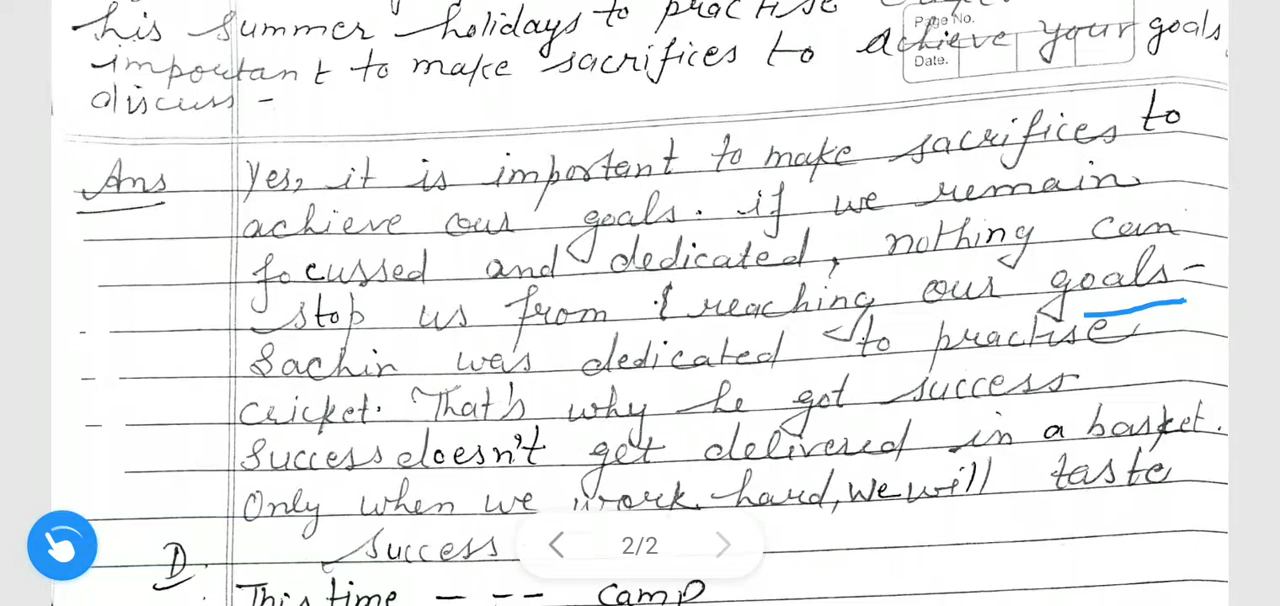 his summer holidays to practise
Page No.
important to make sacrifices to achieve your goals
Date.
discuss -
Ans Yes, it is important to make sacrifices to
achieve our goals. if we remain
focussed and dedicated, nothing can
stop us from reaching our goals-
Sachin was dedicated to practise
cricket. That's why he got success
Success doesn't get delivered in a basket.
Only when we work hard, we will taste
success
2/2
D. This time - - - camp